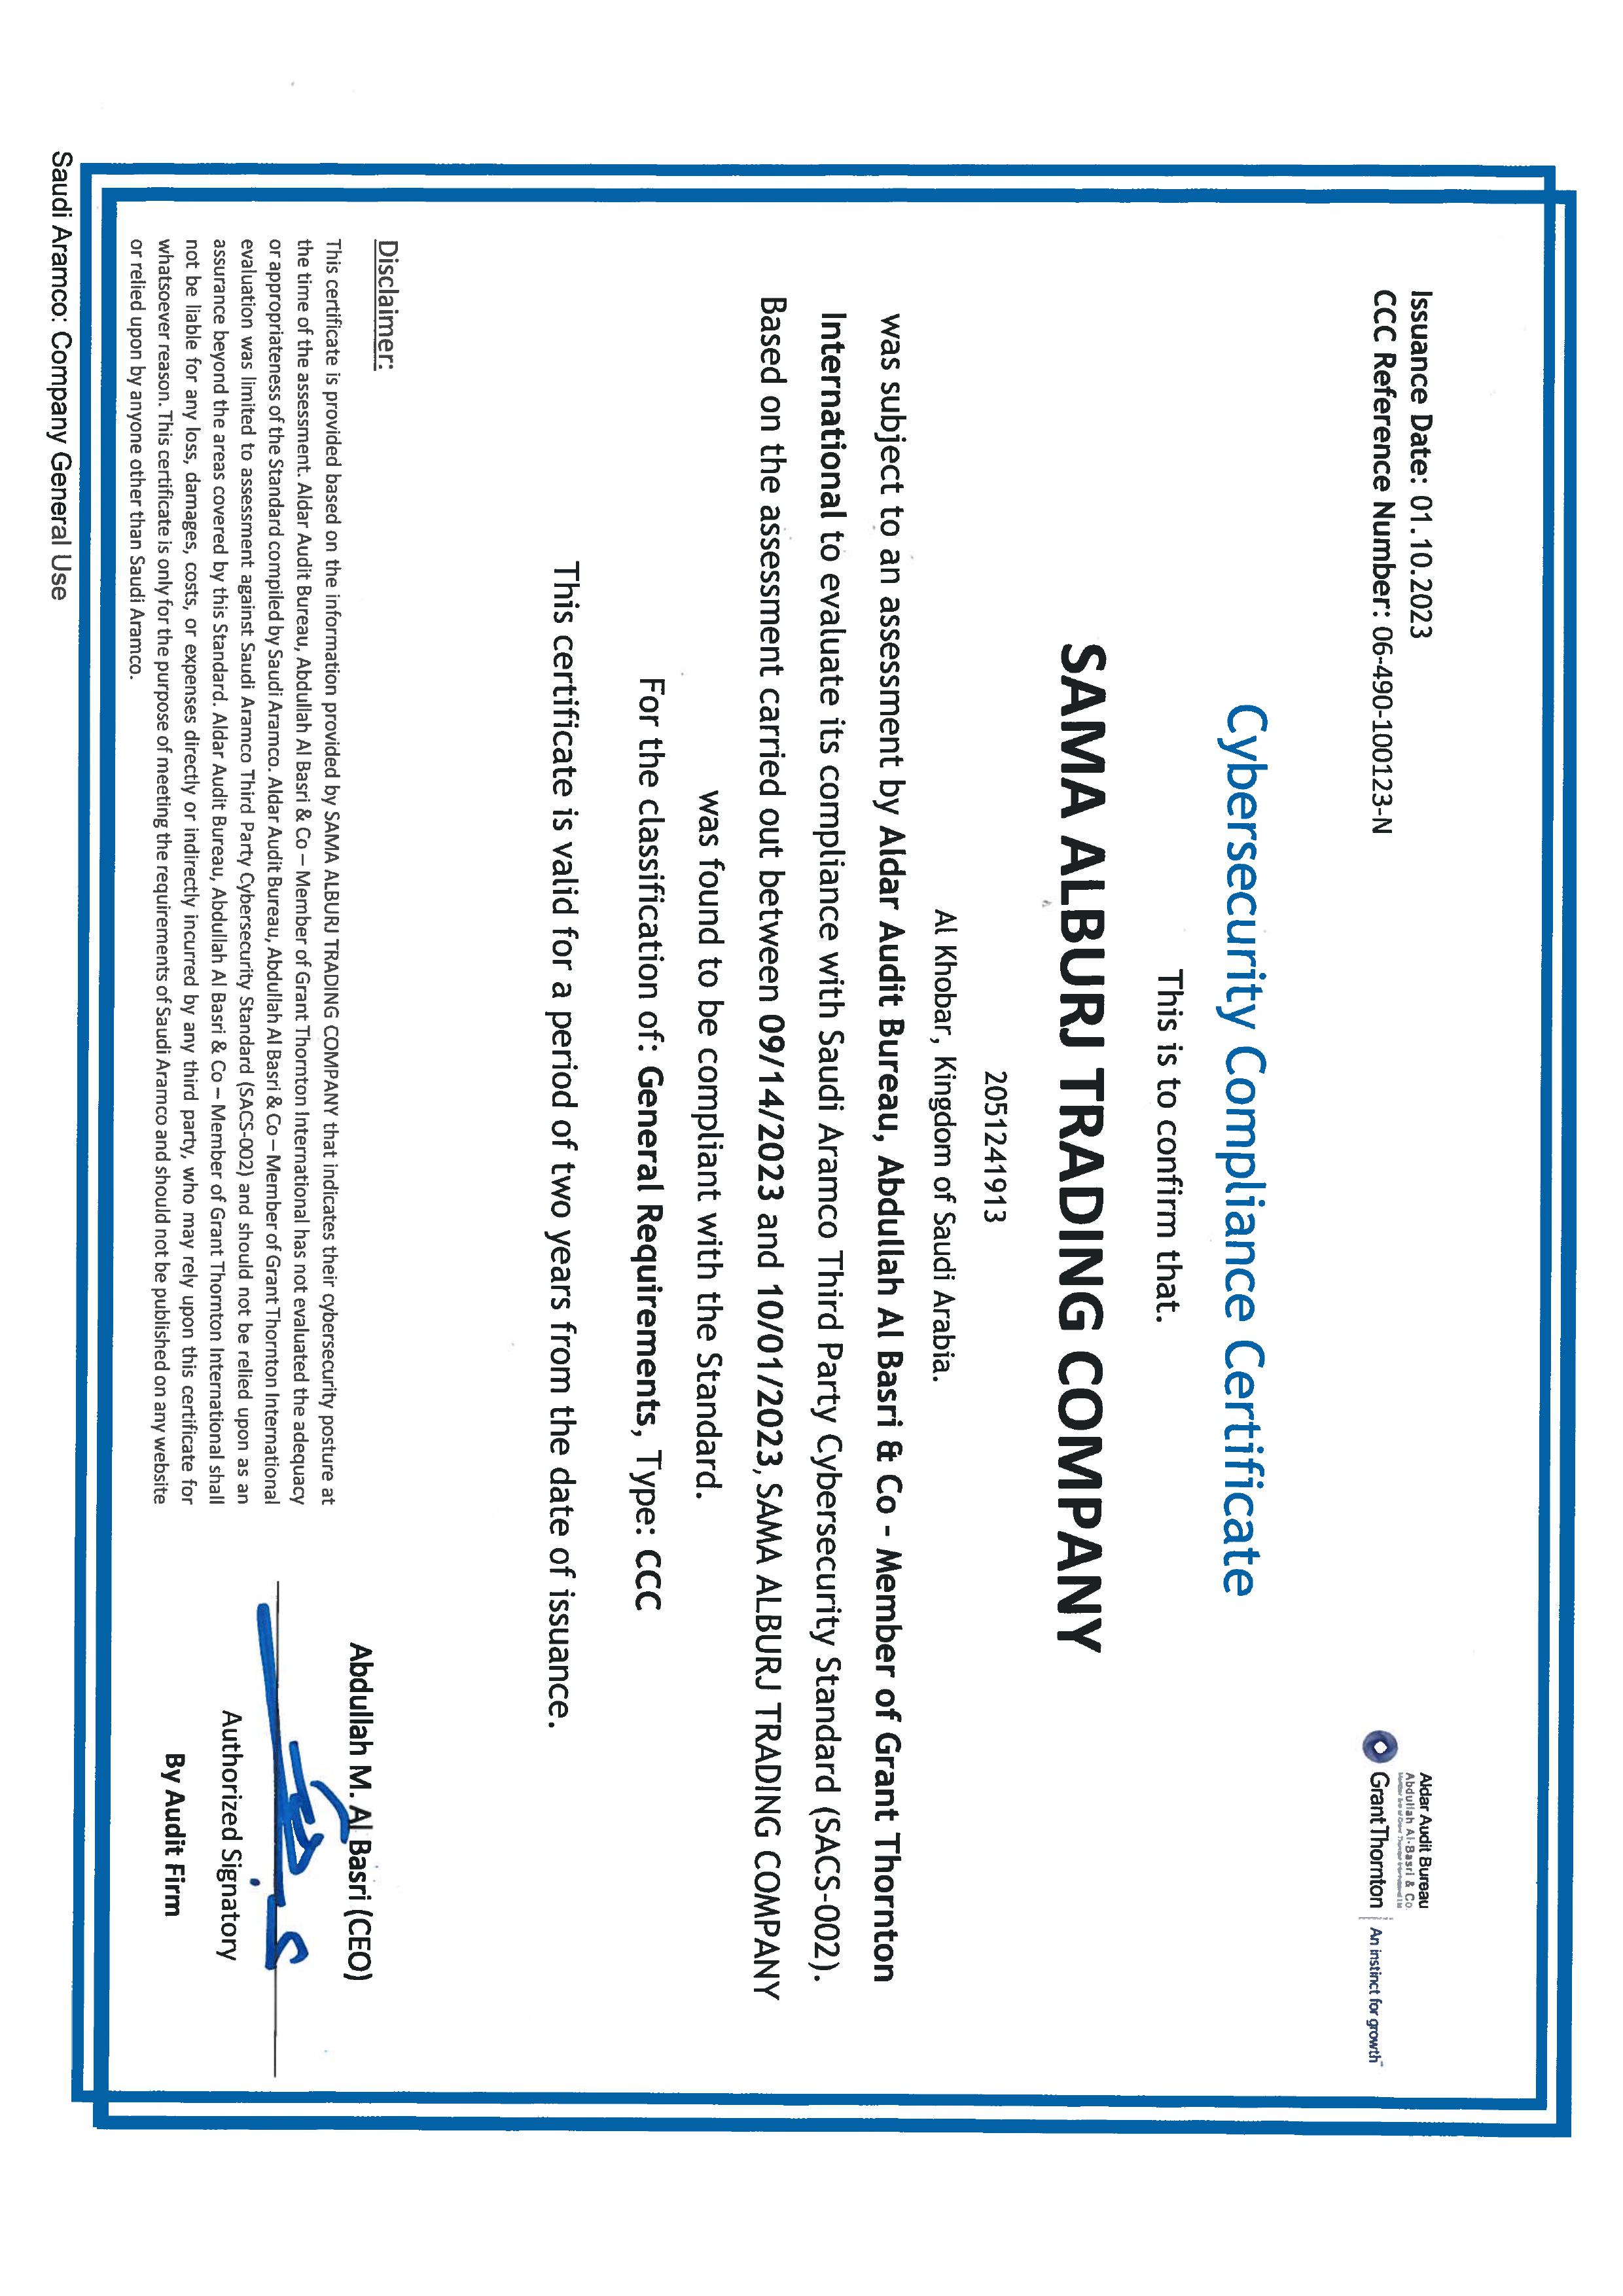 Issuance Date: 01.10.2023
CCC Reference Number: 06-490-100123-N
Aldar Audit Bureau
Abdullah Al-Basri & Co
Member firm of Grant Thornton International Ltd
Grant Thornton
An instinct for growth™
Cybersecurity Compliance Certificate
This is to confirm that.
SAMA ALBURJ TRADING COMPANY
2051241913
Al Khobar, Kingdom of Saudi Arabia.
was subject to an assessment by Aldar Audit Bureau, Abdullah Al Basri & Co - Member of Grant Thornton
International to evaluate its compliance with Saudi Aramco Third Party Cybersecurity Standard (SACS-002).
Based on the assessment carried out between 09/14/2023 and 10/01/2023, SAMA ALBURJ TRADING COMPANY
was found to be compliant with the Standard.
For the classification of: General Requirements, Type: CCC
This certificate is valid for a period of two years from the date of issuance.
Disclaimer:
This certificate is provided based on the information provided by SAMA ALBURJ TRADING COMPANY that indicates their cybersecurity posture at
the time of the assessment. Aldar Audit Bureau, Abdullah Al Basri & Co – Member of Grant Thornton International has not evaluated the adequacy
or appropriateness of the Standard compiled by Saudi Aramco. Aldar Audit Bureau, Abdullah Al Basri & Co – Member of Grant Thornton International
evaluation was limited to assessment against Saudi Aramco Third Party Cybersecurity Standard (SACS-002) and should not be relied upon as an
assurance beyond the areas covered by this Standard. Aldar Audit Bureau, Abdullah Al Basri & Co – Member of Grant Thornton International shall
not be liable for any loss, damages, costs, or expenses directly or indirectly incurred by any third party, who may rely upon this certificate for
whatsoever reason. This certificate is only for the purpose of meeting the requirements of Saudi Aramco and should not be published on any website
or relied upon by anyone other than Saudi Aramco.
Abdullah M. Al Basri (CEO)
Authorized Signatory
By Audit Firm
Saudi Aramco: Company General Use